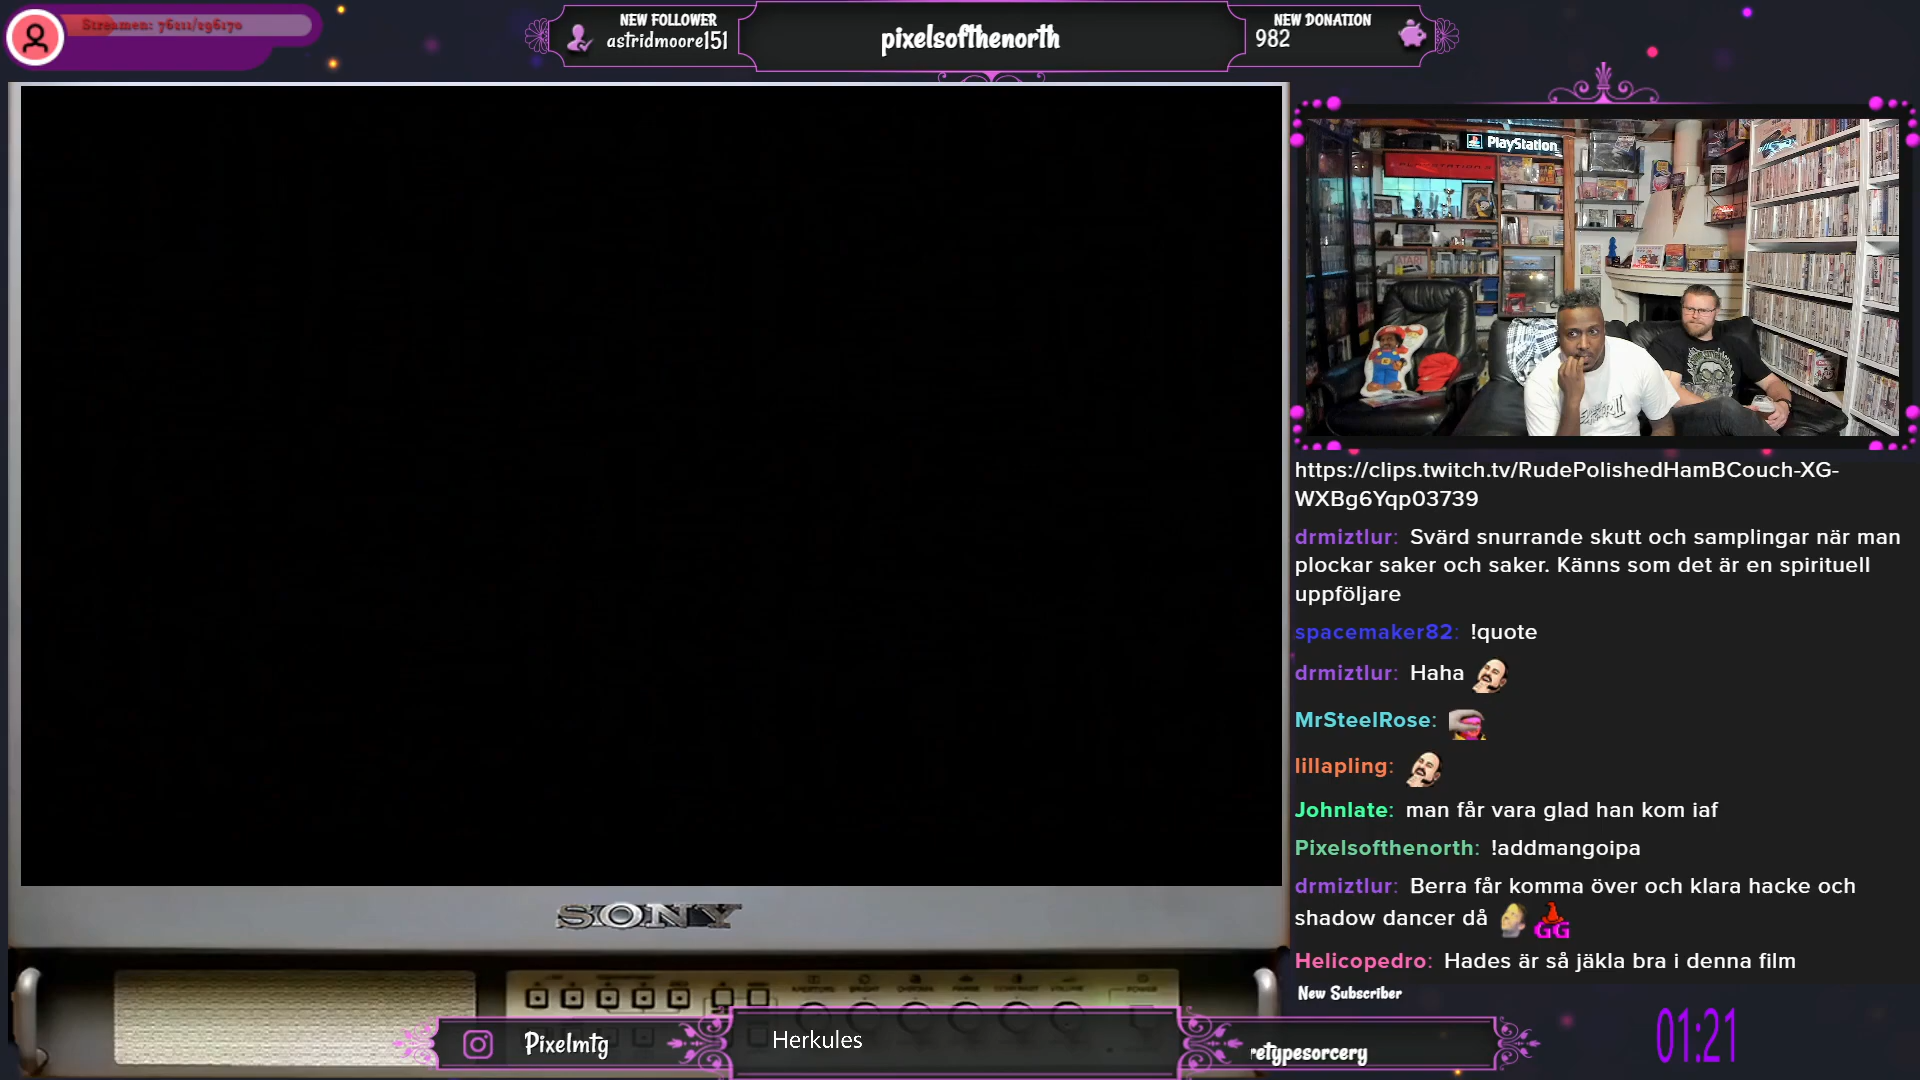 Streamen: 76211/296170
NEW FOLLOWER
astridmoore151
pixelsofthenorth
NEW DONATION
982
PlayStation
ATARI
https://clips.twitch.tv/RudePolishedHamBCouch-XG-
WXBg6Yqp03739
drmiztlur: Svärd snurrande skutt och samplingar när man
plockar saker och saker. Känns som det är en spirituell
uppföljare
spacemaker82: !quote
drmiztlur: Haha
MrSteelRose:
lillapling:
Johnlate: man får vara glad han kom iaf
Pixelsofthenorth: !addmangoipa
drmiztlur: Berra får komma över och klara hacke och
shadow dancer då GG
Helicopedro: Hades är så jäkla bra i denna film
New Subscriber
SONY
Pixelmtg
Herkules
retypesorcery
01:21